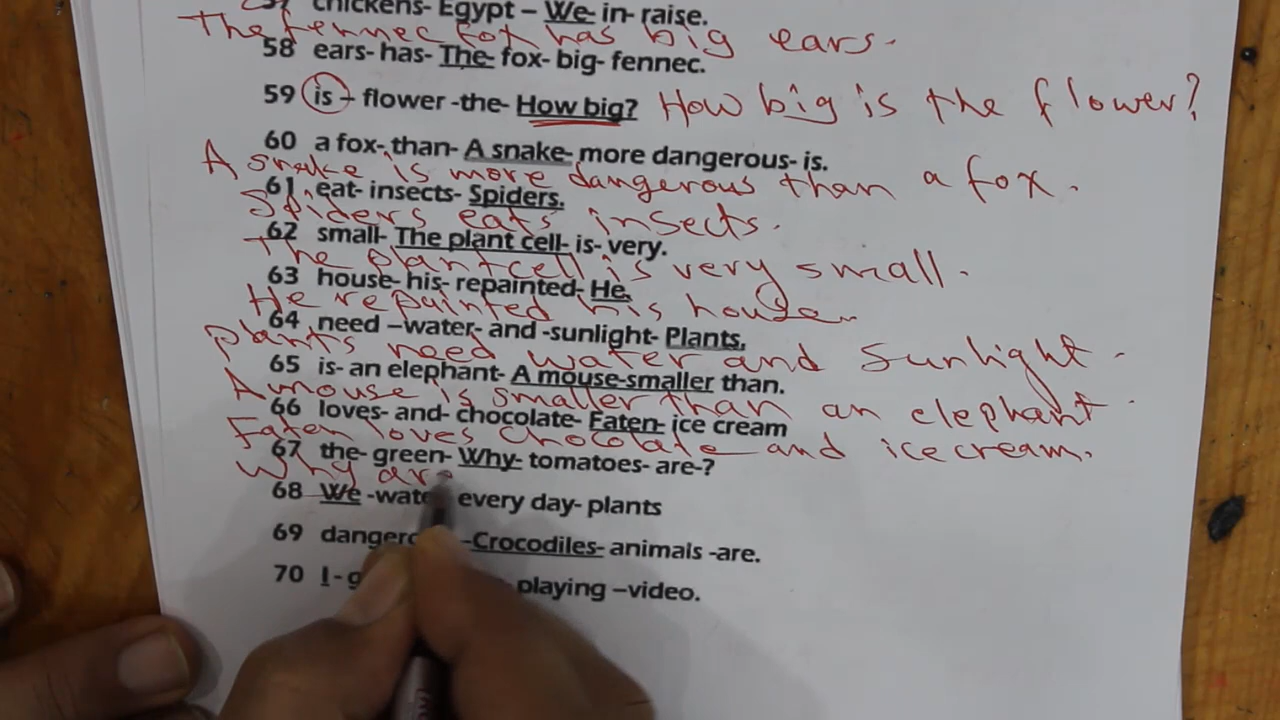 57 chickens- Egypt – We- in- raise.
The fennec fox has big ears.
58 ears- has- The- fox- big- fennec.
59 is - flower -the- How big? How big is the flower?
60 a fox- than- A snake- more dangerous- is.
A snake is more dangerous than a fox.
61 eat- insects- Spiders.
Spiders eats insects.
62 small- The plant cell- is- very.
The plant cell is very small.
63 house- his- repainted- He.
He repainted his house.
64 need –water- and -sunlight- Plants.
plants need water and sunlight.
65 is- an elephant- A mouse-smaller than.
A mouse is smaller than an elephant.
66 loves- and- chocolate- Faten- ice cream
Faten loves chocolate and ice cream.
67 the- green- Why- tomatoes- are-?
Why are
68 We -water every day- plants
69 -Crocodiles- animals -are.
70 I- playing –video.